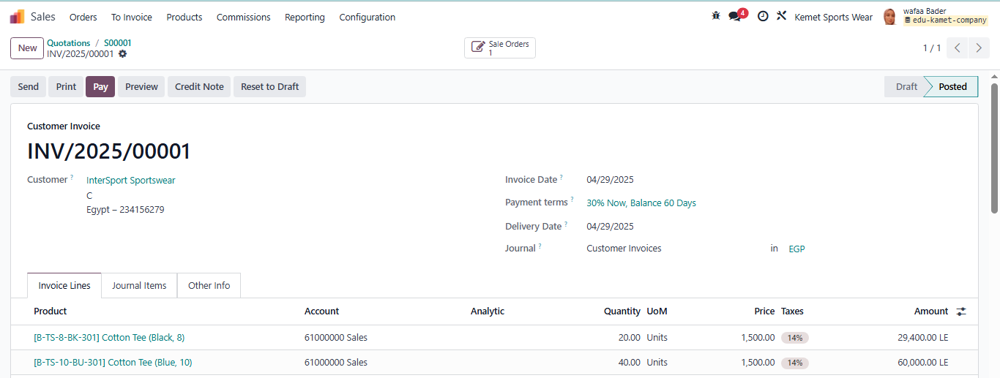 Sales Orders To Invoice Products Commissions Reporting Configuration 4 Kemet Sports Wear wafaa Bader
edu-kamet-company
New Quotations / S00001 Sale Orders 1 / 1
INV/2025/00001 1
Send Print Pay Preview Credit Note Reset to Draft Draft Posted
Customer Invoice
INV/2025/00001
Customer ? InterSport Sportswear Invoice Date ? 04/29/2025
C
Payment terms ? 30% Now, Balance 60 Days
Egypt – 234156279
Delivery Date ? 04/29/2025
Journal ? Customer Invoices in EGP
Invoice Lines Journal Items Other Info
Product Account Analytic Quantity UoM Price Taxes Amount
[B-TS-8-BK-301] Cotton Tee (Black, 8) 61000000 Sales 20.00 Units 1,500.00 14% 29,400.00 LE
[B-TS-10-BU-301] Cotton Tee (Blue, 10) 61000000 Sales 40.00 Units 1,500.00 14% 60,000.00 LE